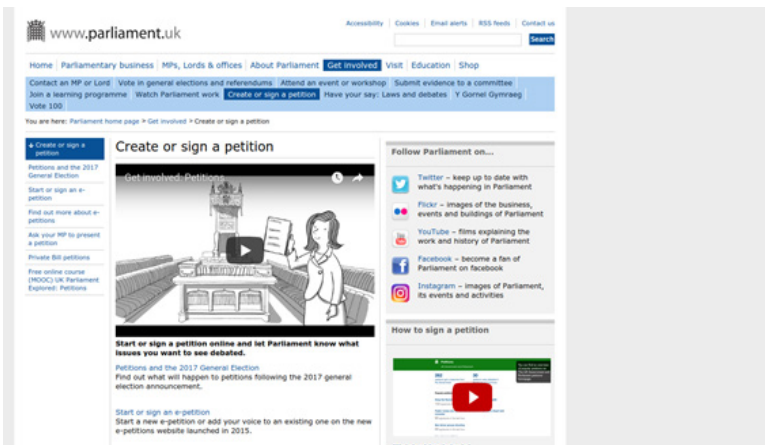 Accessibility Cookies Email alerts RSS feeds Contact us
www.parliament.uk
Search
Home Parliamentary business MPs, Lords & offices About Parliament Get involved Visit Education Shop
Contact an MP or Lord Vote in general elections and referendums Attend an event or workshop Submit evidence to a committee
Join a learning programme Watch Parliament work Create or sign a petition Have your say: Laws and debates Y Gornel Gymraeg
Vote 100
You are here: Parliament home page > Get involved > Create or sign a petition
Create or sign a
petition
Petitions and the 2017
General Election
Start or sign an e-
petition
Find out more about e-
petitions
Ask your MP to present
a petition
Private Bill petitions
Free online course
(MOOC) UK Parliament
Explored: Petitions
Create or sign a petition
Get involved: Petitions
Start or sign a petition online and let Parliament know what
issues you want to see debated.
Petitions and the 2017 General Election
Find out what will happen to petitions following the 2017 general
election announcement.
Start or sign an e-petition
Start a new e-petition or add your voice to an existing one on the new
e-petitions website launched in 2015.
Follow Parliament on...
Twitter – keep up to date with
what's happening in Parliament
Flickr – images of the business,
events and buildings of Parliament
YouTube – films explaining the
work and history of Parliament
Facebook – become a fan of
Parliament on facebook
Instagram – images of Parliament,
its events and activities
How to sign a petition
Petitions